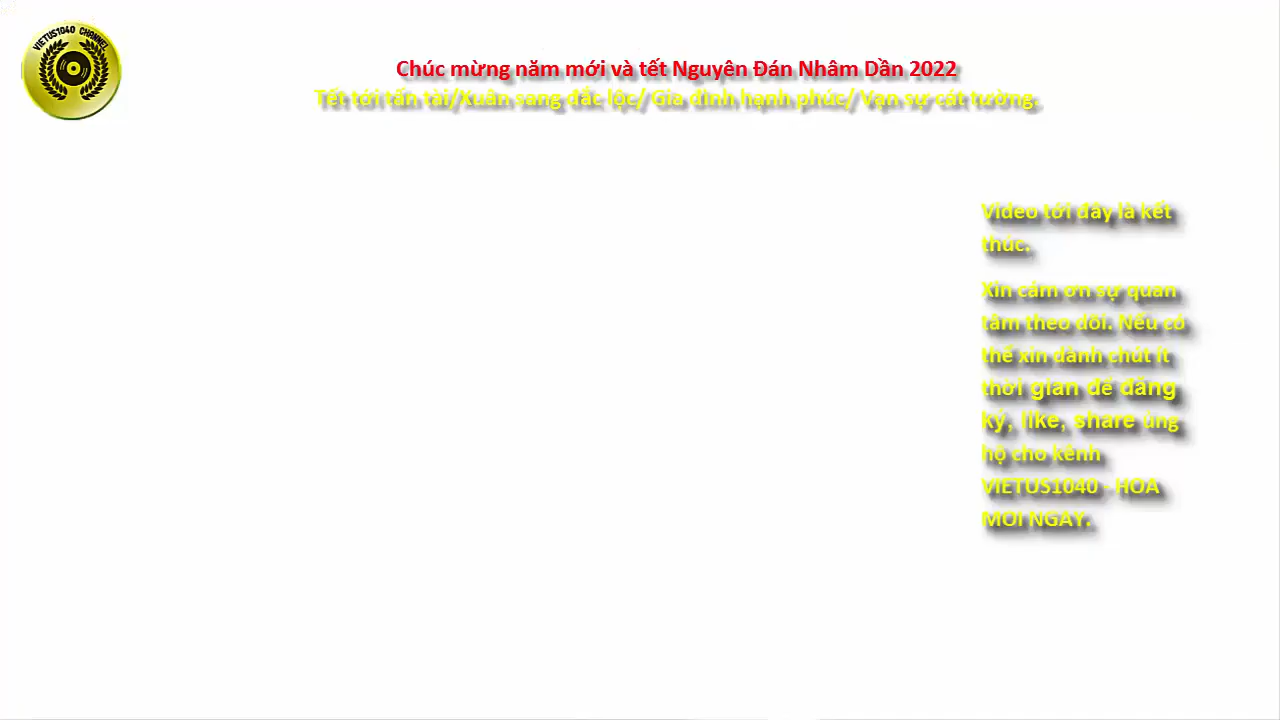 VIETUS1040 CHANNEL
Chúc mừng năm mới và tết Nguyên Đán Nhâm Dần 2022
Tết tới tấn tài/Xuân sang đắc lộc/ Gia đình hạnh phúc/ Vạn sự cát tường.
Video tới đây là kết
thúc.
Xin cảm ơn sự quan
tâm theo dõi. Nếu có
thể xin dành chút ít
thời gian để đăng
ký, like, share ủng
hộ cho kênh
VIETUS1040 - HOA
MỖI NGÀY.